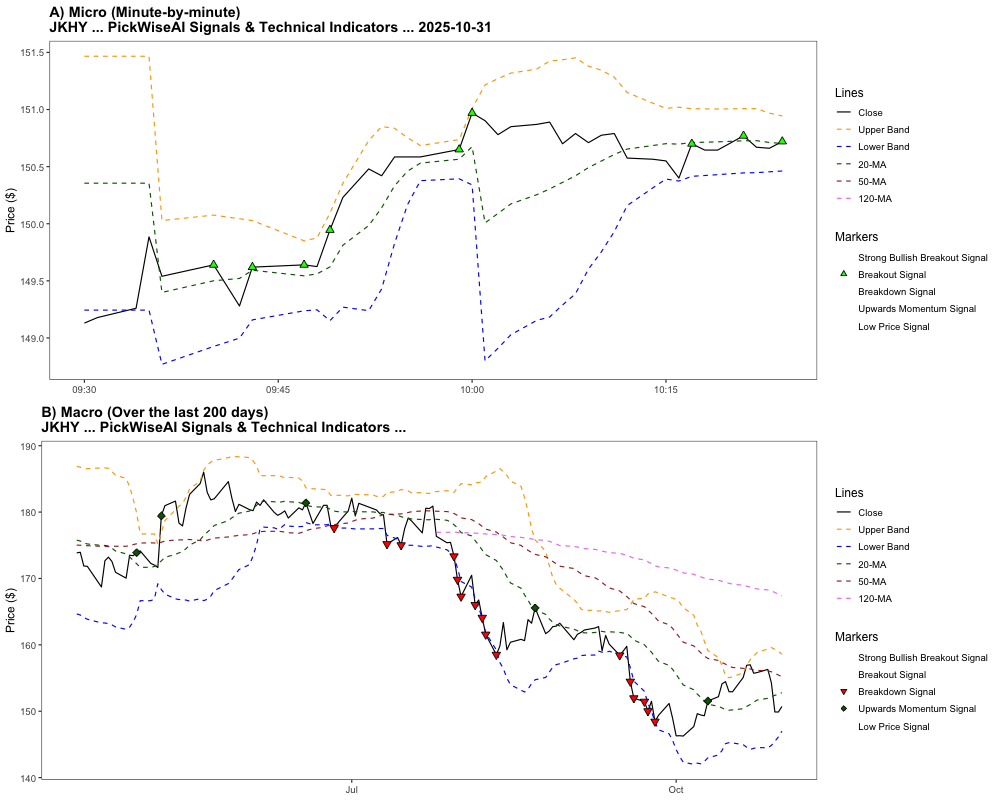 A) Micro (Minute-by-minute)
JKHY ... PickWiseAI Signals & Technical Indicators ... 2025-10-31
151.5
151.0
150.5
150.0
149.5
149.0
Price ($)
09:30 09:45 10:00 10:15
Lines
Close
Upper Band
Lower Band
20-MA
50-MA
120-MA
Markers
Strong Bullish Breakout Signal
Breakout Signal
Breakdown Signal
Upwards Momentum Signal
Low Price Signal
B) Macro (Over the last 200 days)
JKHY ... PickWiseAI Signals & Technical Indicators ...
190
180
170
160
150
140
Price ($)
Jul Oct
Lines
Close
Upper Band
Lower Band
20-MA
50-MA
120-MA
Markers
Strong Bullish Breakout Signal
Breakout Signal
Breakdown Signal
Upwards Momentum Signal
Low Price Signal